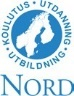 KOULUTUS • UTDANNING
• UTBILDNING
NORD